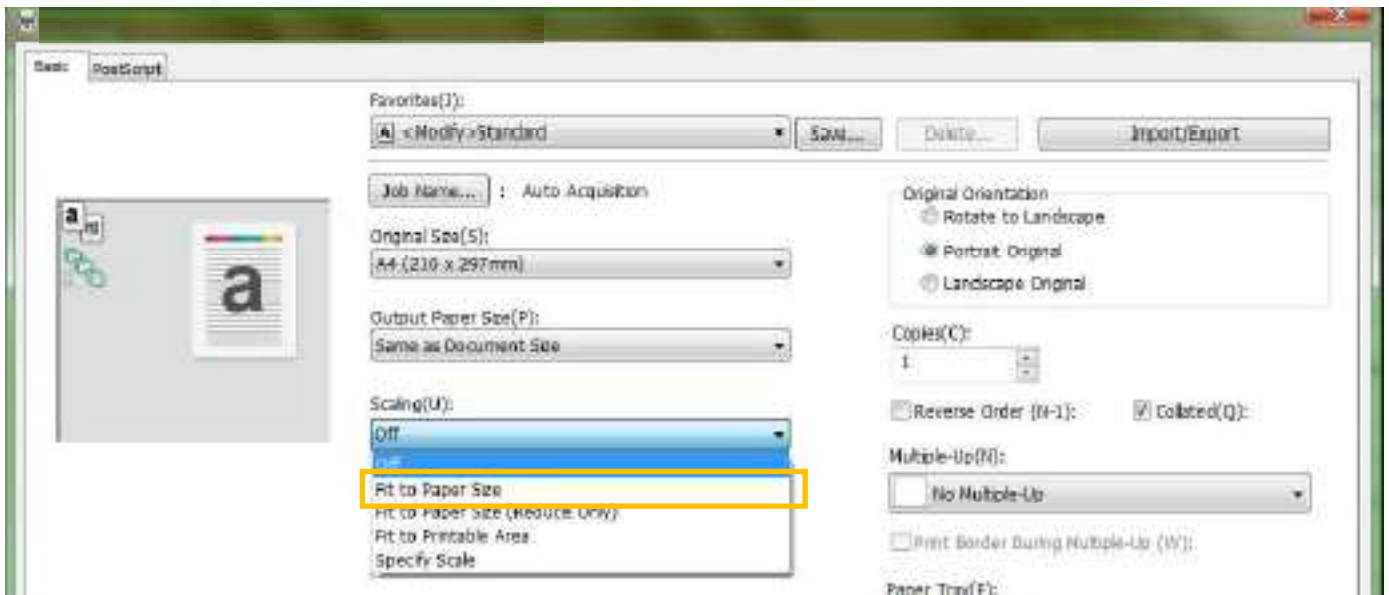 Basic PostScript
Favorites(J):
<Modify>Standard Save... Delete... Import/Export
Job Name... : Auto Acquisition
Original Size(S):
A4 (210 x 297mm)
Output Paper Size(P):
Same as Document Size
Scaling(U):
Off
Off
Fit to Paper Size
Fit to Paper Size (Reduce Only)
Fit to Printable Area
Specify Scale
Original Orientation
Rotate to Landscape
Portrait Original
Landscape Original
Copies(C):
1
Reverse Order (N-1): Collated(Q):
Multiple-Up(N):
No Multiple-Up
Print Border During Multiple-Up (W):
Paper Tray(F):
a
a